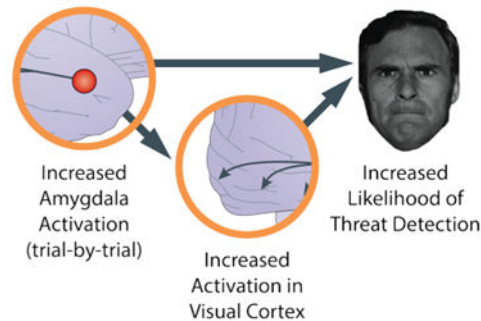 Increased
Amygdala
Activation
(trial-by-trial)
Increased
Activation in
Visual Cortex
Increased
Likelihood of
Threat Detection